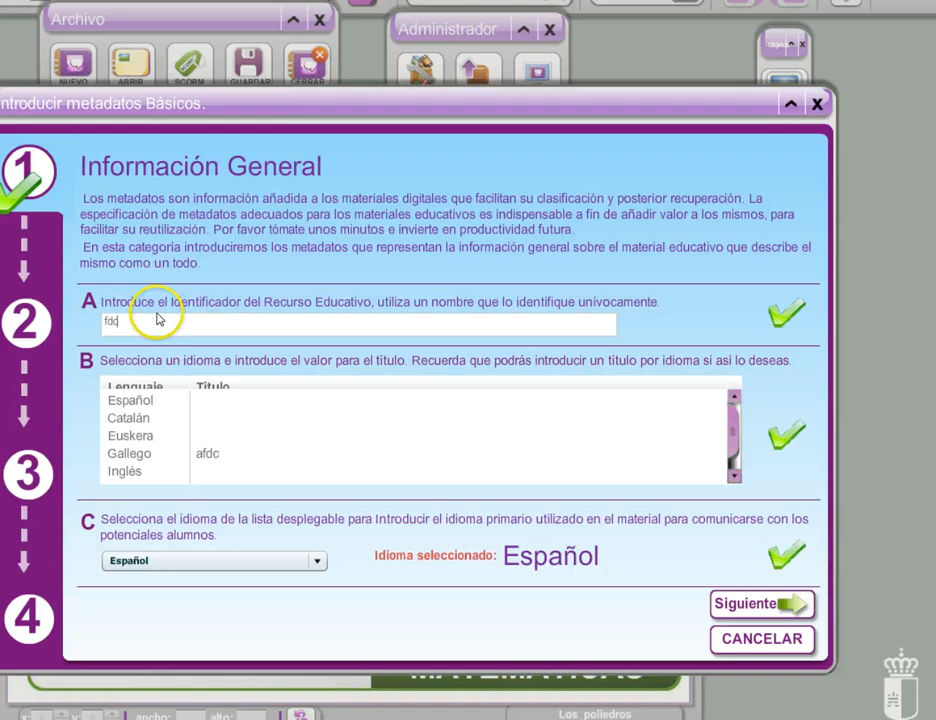 Archivo
Administrador
NUEVO ABRIR SCORM GUARDAR CERRAR
ntroducir metadatos Básicos.
1
Información General
Los metadatos son información añadida a los materiales digitales que facilitan su clasificación y posterior recuperación. La
especificación de metadatos adecuados para los materiales educativos es indispensable a fin de añadir valor a los mismos, para
facilitar su reutilización. Por favor tómate unos minutos e invierte en productividad futura.
En esta categoría introduciremos los metadatos que representan la información general sobre el material educativo que describe el
mismo como un todo.
A Introduce el Identificador del Recurso Educativo, utiliza un nombre que lo identifique univocamente.
fdc
2
B Selecciona un idioma e introduce el valor para el título. Recuerda que podrás introducir un título por idioma si así lo deseas.
Lenguaje Titulo
Español
Catalán
Euskera
Gallego afdc
Inglés
3
C Selecciona el idioma de la lista desplegable para Introducir el idioma primario utilizado en el material para comunicarse con los
potenciales alumnos.
Español
Idioma seleccionado: Español
4
Siguiente
CANCELAR
MATEMÁTICAS
x: y: ancho: alto:
Los poliedros